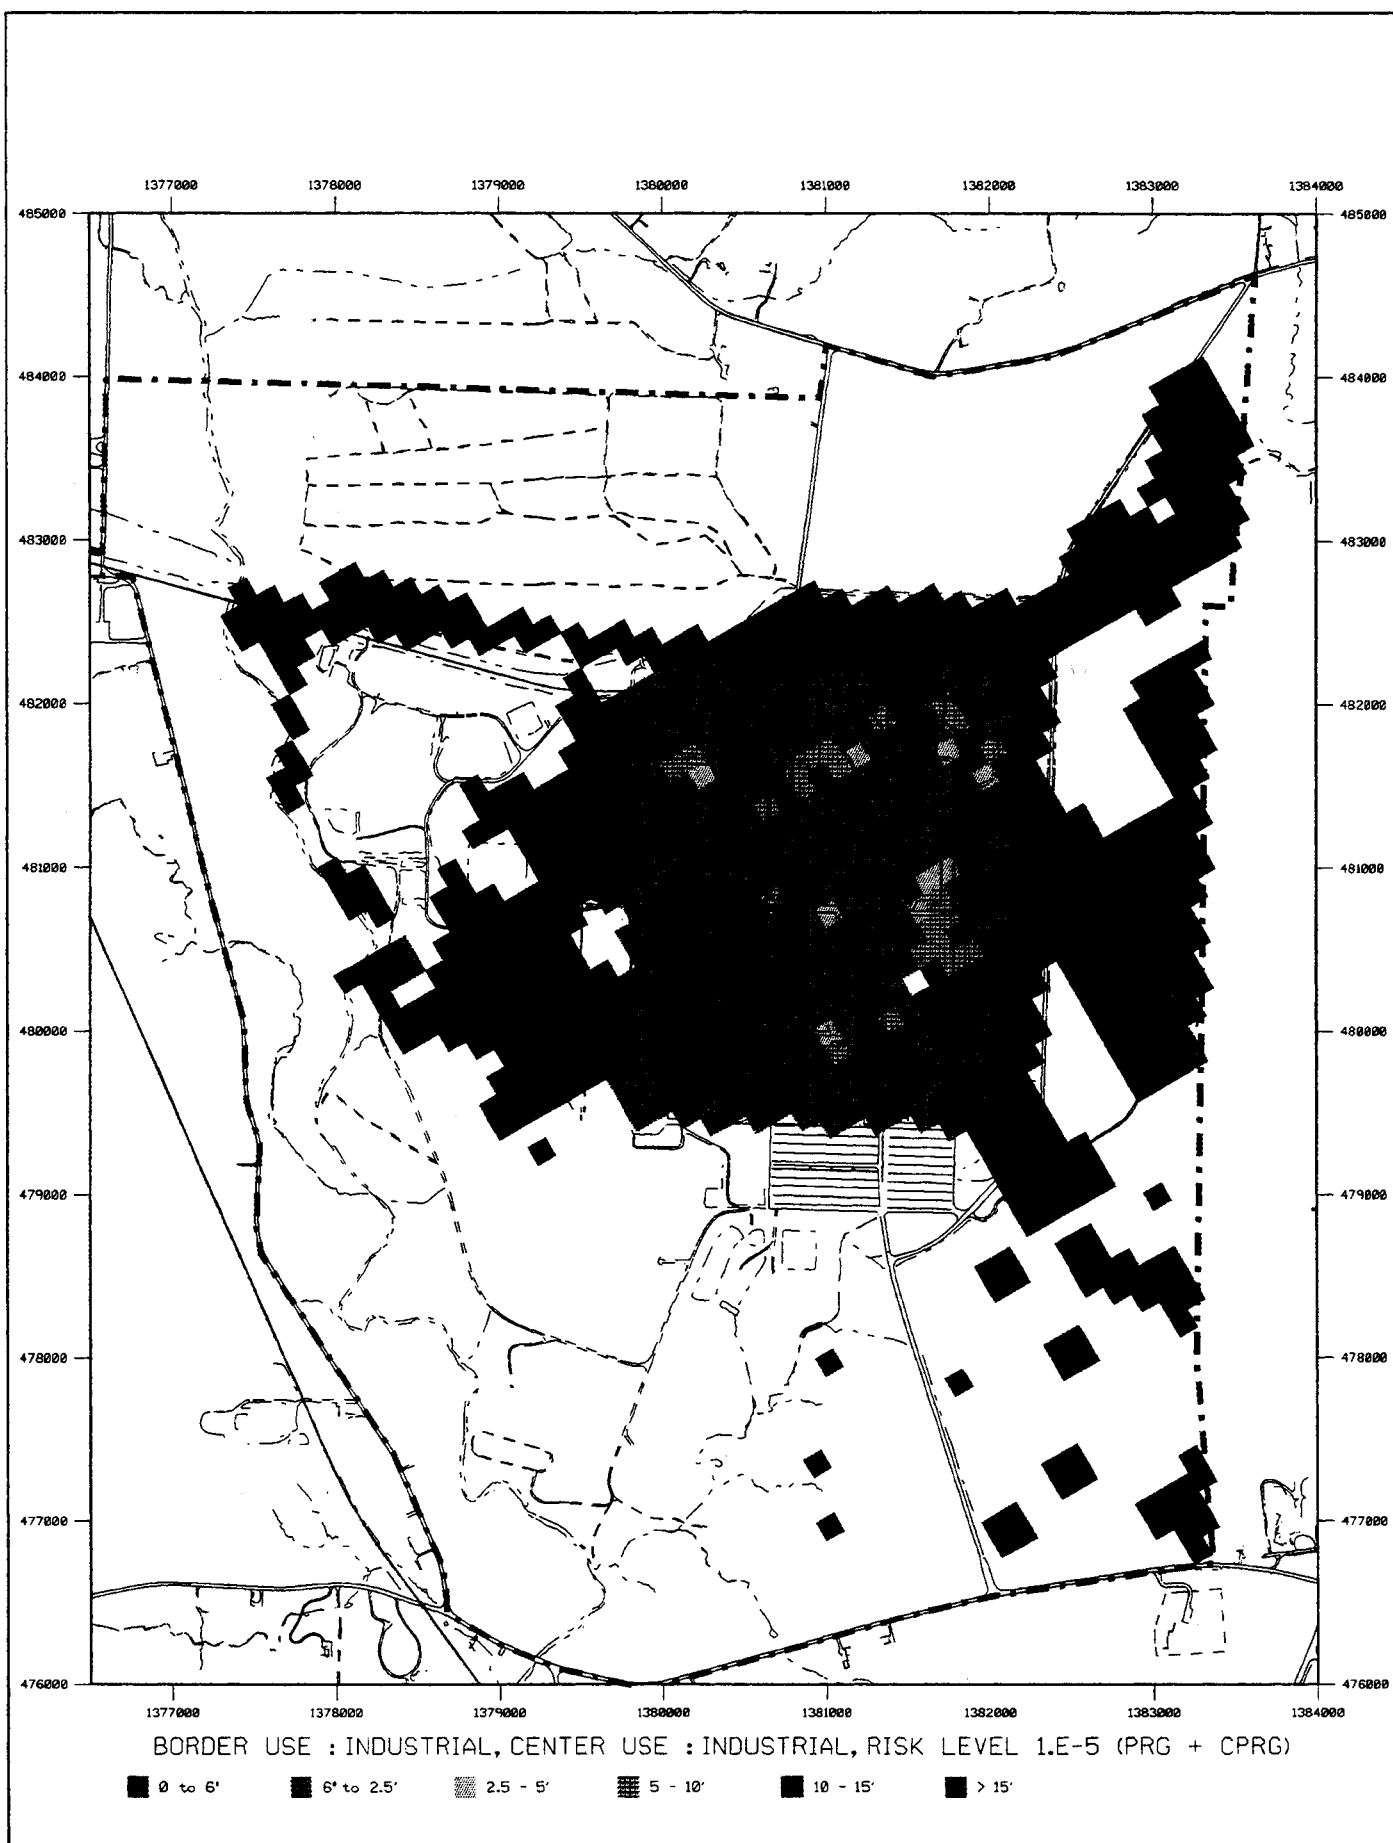 1377000 1378000 1379000 1380000 1381000 1382000 1383000 1384000
485000 485000
484000 484000
483000 483000
482000 482000
481000 481000
480000 480000
479000 479000
478000 478000
477000 477000
476000 476000
1377000 1378000 1379000 1380000 1381000 1382000 1383000 1384000
BORDER USE : INDUSTRIAL, CENTER USE : INDUSTRIAL, RISK LEVEL 1.E-5 (PRG + CPRG)
0 to 6" 6" to 2.5' 2.5 - 5' 5 - 10' 10 - 15' > 15'